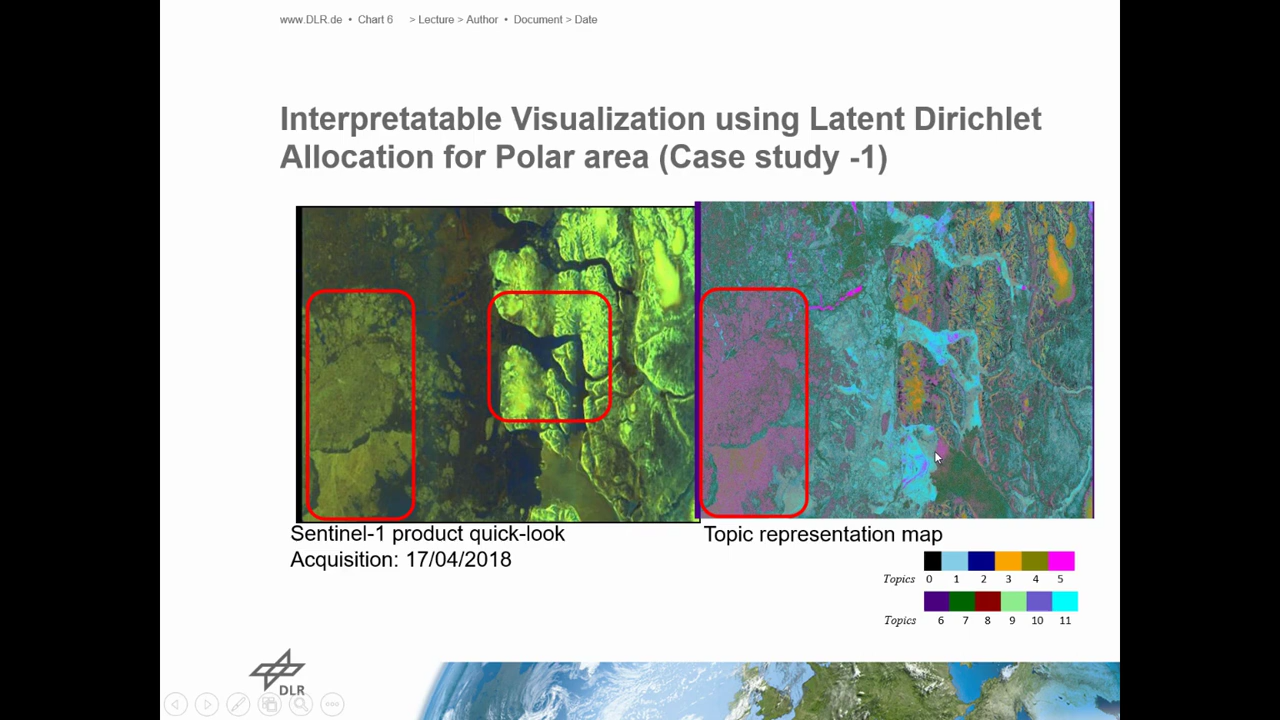 www.DLR.de • Chart 6 > Lecture > Author • Document > Date
Interpretatable Visualization using Latent Dirichlet
Allocation for Polar area (Case study -1)
Sentinel-1 product quick-look
Acquisition: 17/04/2018
Topic representation map
Topics 0 1 2 3 4 5
Topics 6 7 8 9 10 11
DLR